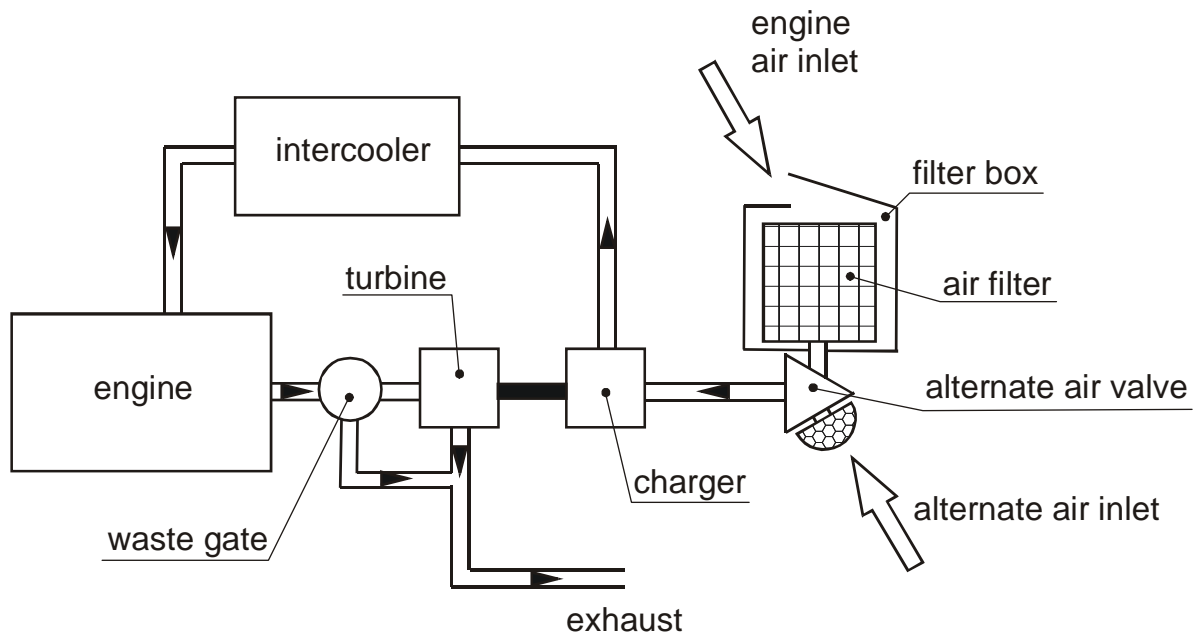 engine
air inlet
intercooler
filter box
turbine
air filter
engine
alternate air valve
charger
alternate air inlet
waste gate
exhaust